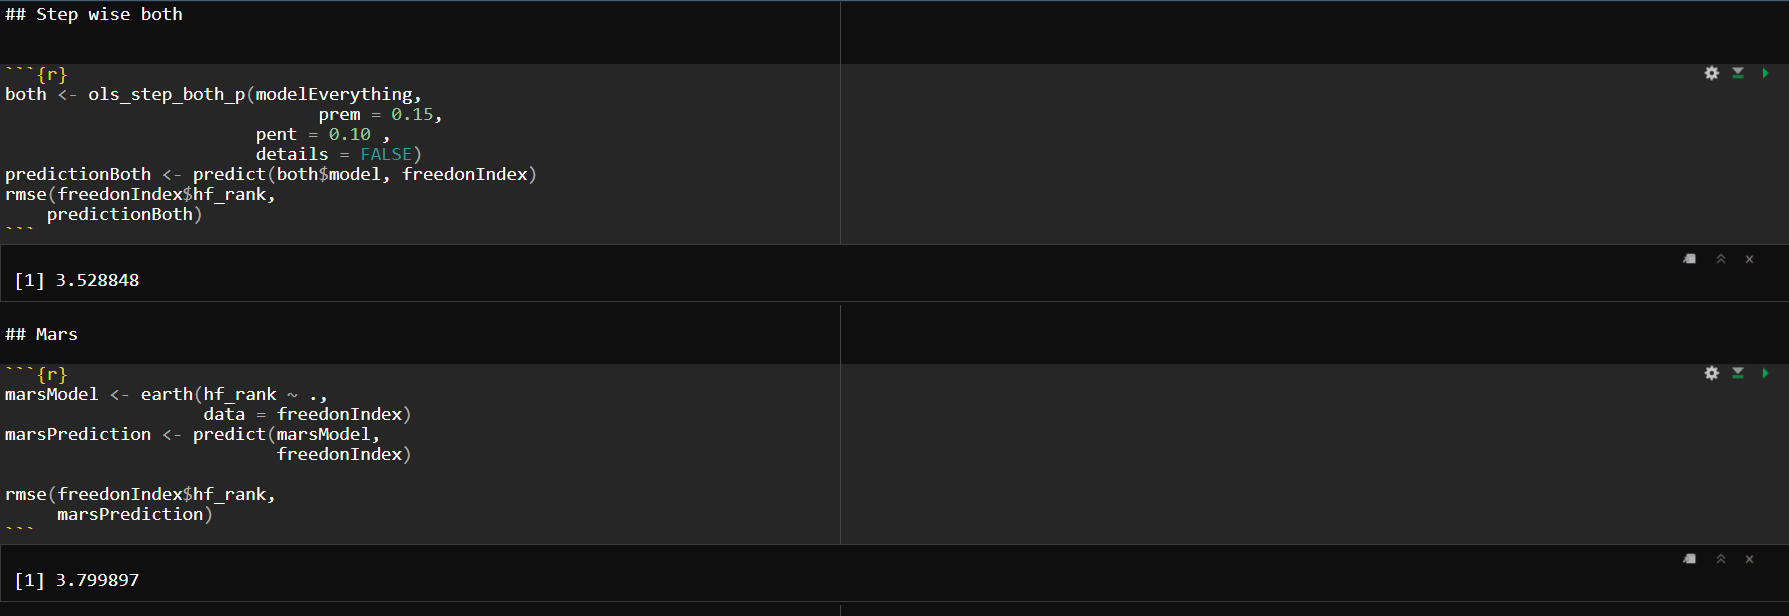 ## Step wise both
```{r}
both <- ols_step_both_p(modelEverything,
                              prem = 0.15,
                        pent = 0.10 ,
                        details = FALSE)
predictionBoth <- predict(both$model, freedonIndex)
rmse(freedonIndex$hf_rank,
    predictionBoth)
```
[1] 3.528848
## Mars
```{r}
marsModel <- earth(hf_rank ~ .,
                   data = freedonIndex)
marsPrediction <- predict(marsModel,
                          freedonIndex)
rmse(freedonIndex$hf_rank,
     marsPrediction)
```
[1] 3.799897